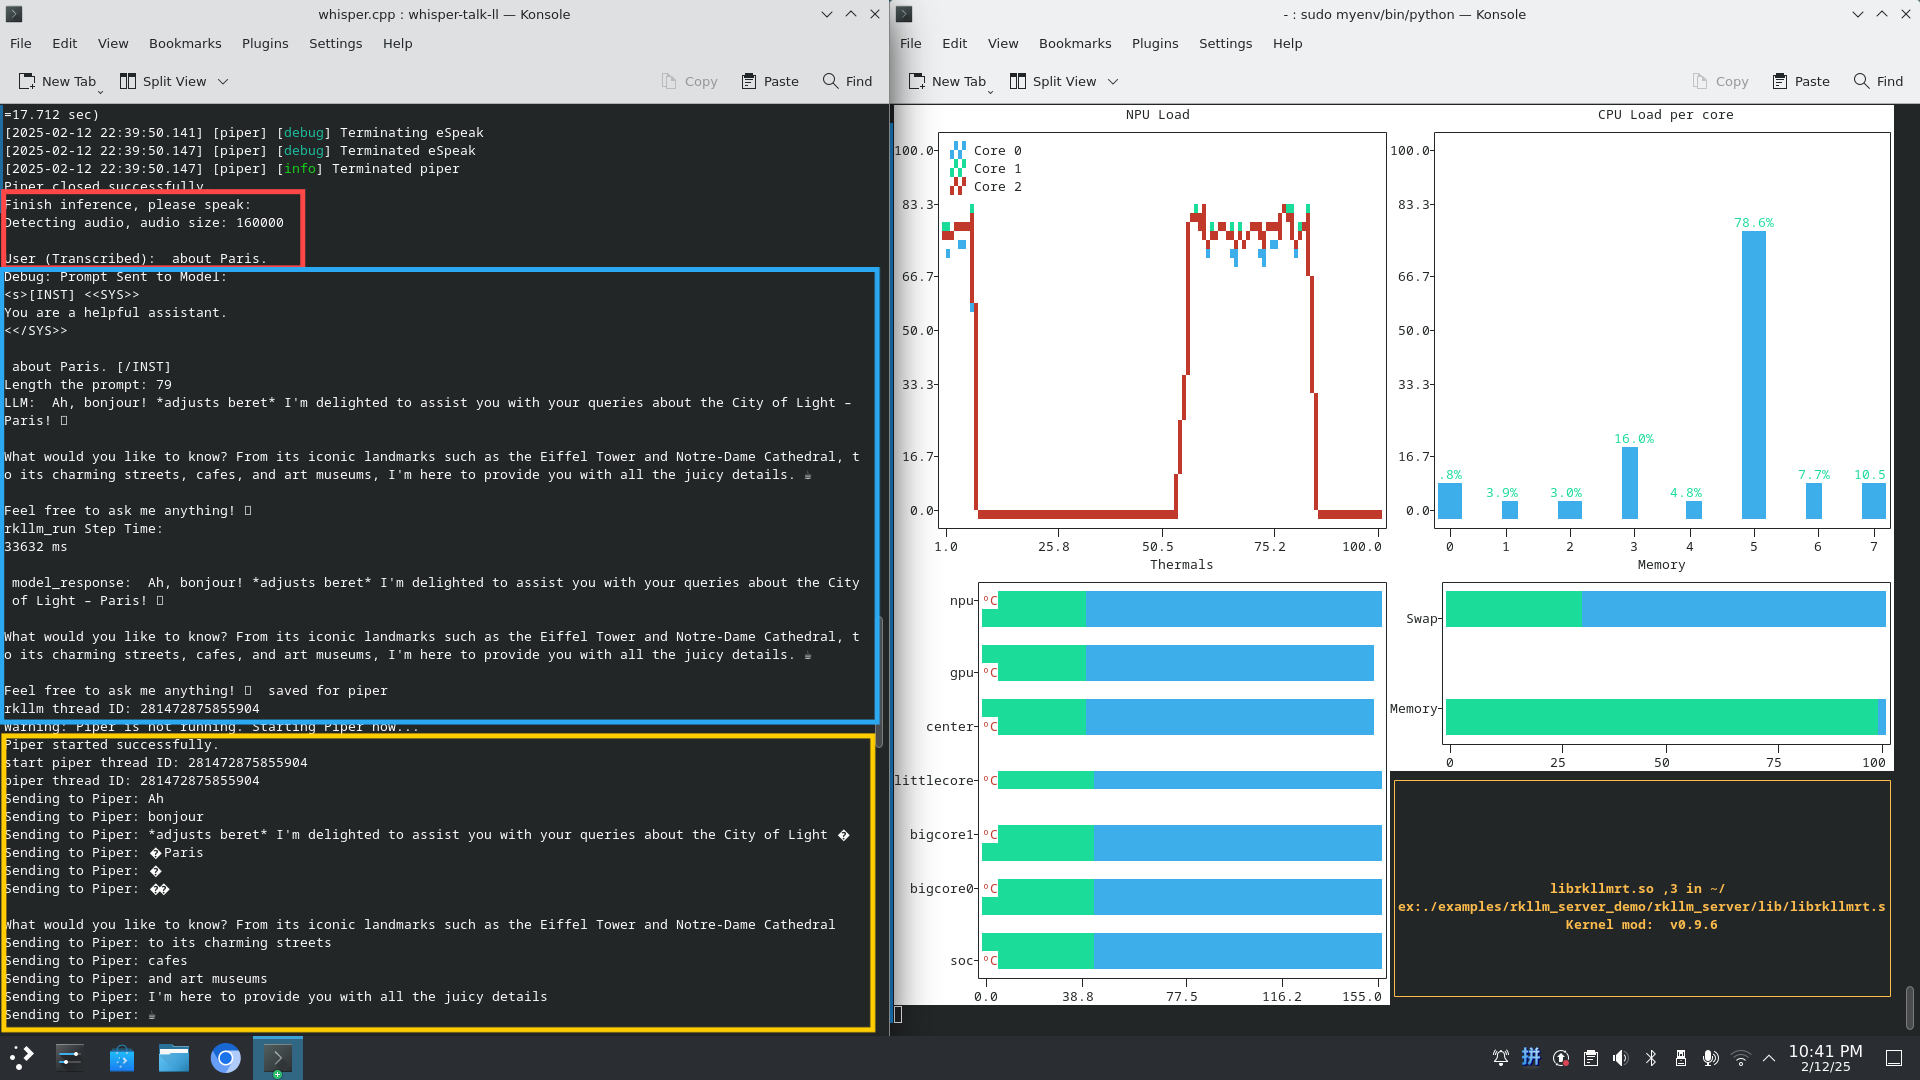 whisper.cpp : whisper-talk-ll — Konsole
File Edit View Bookmarks Plugins Settings Help
New Tab Split View Copy Paste Find
=17.712 sec)
[2025-02-12 22:39:50.141] [piper] [debug] Terminating eSpeak
[2025-02-12 22:39:50.147] [piper] [debug] Terminated eSpeak
[2025-02-12 22:39:50.147] [piper] [info] Terminated piper
Piper closed successfully
Finish inference, please speak:
Detecting audio, audio size: 160000
User (Transcribed):  about Paris.
Debug: Prompt Sent to Model:
<s>[INST] <<SYS>>
You are a helpful assistant.
<</SYS>>
about Paris. [/INST]
Length the prompt: 79
LLM:  Ah, bonjour! *adjusts beret* I'm delighted to assist you with your queries about the City of Light –
Paris!
What would you like to know? From its iconic landmarks such as the Eiffel Tower and Notre-Dame Cathedral, t
o its charming streets, cafes, and art museums, I'm here to provide you with all the juicy details. ☕
Feel free to ask me anything!
rkllm_run Step Time:
33632 ms
model_response:  Ah, bonjour! *adjusts beret* I'm delighted to assist you with your queries about the City
of Light – Paris!
What would you like to know? From its iconic landmarks such as the Eiffel Tower and Notre-Dame Cathedral, t
o its charming streets, cafes, and art museums, I'm here to provide you with all the juicy details. ☕
Feel free to ask me anything!  saved for piper
rkllm thread ID: 281472875855904
Warning: Piper is not running. Starting Piper now...
Piper started successfully.
start piper thread ID: 281472875855904
piper thread ID: 281472875855904
Sending to Piper: Ah
Sending to Piper: bonjour
Sending to Piper: *adjusts beret* I'm delighted to assist you with your queries about the City of Light �
Sending to Piper: �Paris
Sending to Piper: �
Sending to Piper: ��
What would you like to know? From its iconic landmarks such as the Eiffel Tower and Notre-Dame Cathedral
Sending to Piper: to its charming streets
Sending to Piper: cafes
Sending to Piper: and art museums
Sending to Piper: I'm here to provide you with all the juicy details
Sending to Piper: ☕
- : sudo myenv/bin/python — Konsole
File Edit View Bookmarks Plugins Settings Help
New Tab Split View Copy Paste Find
NPU Load
Core 0
Core 1
Core 2
100.0
83.3
66.7
50.0
33.3
16.7
0.0
1.0 25.8 50.5 75.2 100.0
CPU Load per core
100.0
83.3
66.7
50.0
33.3
16.7
0.0
.8% 3.9% 3.0% 16.0% 4.8% 78.6% 7.7% 10.5
0 1 2 3 4 5 6 7
Thermals
npu ºC
gpu ºC
center ºC
littlecore ºC
bigcore1 ºC
bigcore0 ºC
soc ºC
0.0 38.8 77.5 116.2 155.0
Memory
Swap
Memory
0 25 50 75 100
librkllmrt.so ,3 in ~/
ex:./examples/rkllm_server_demo/rkllm_server/lib/librkllmrt.s
Kernel mod:  v0.9.6
拼
10:41 PM
2/12/25